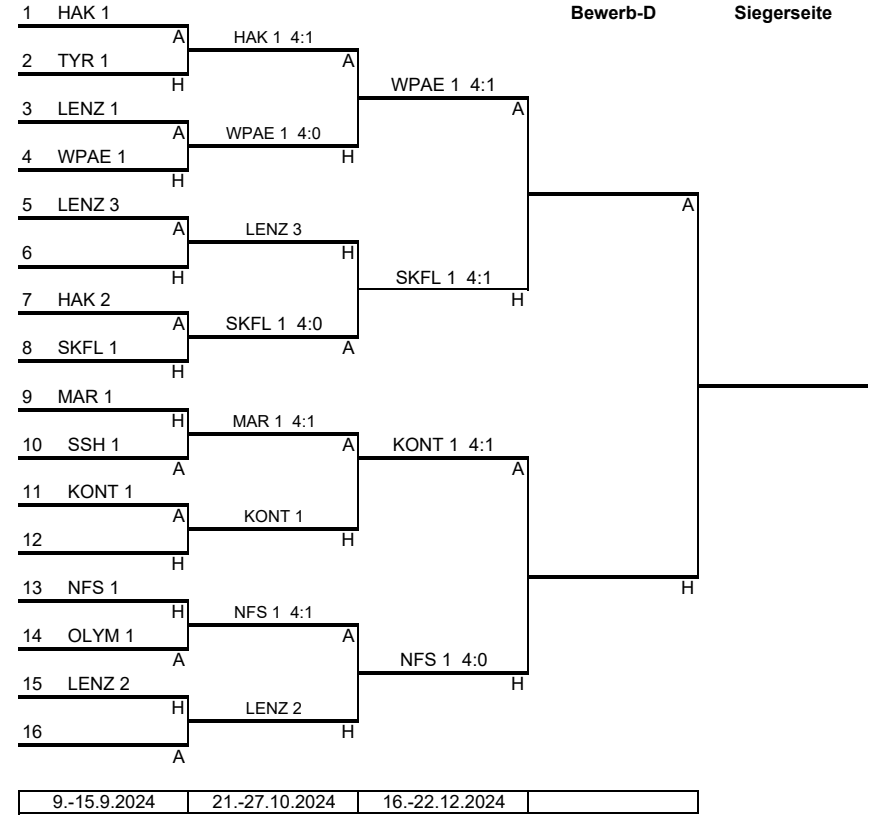 Bewerb-D Siegerseite
1 HAK 1
A
HAK 1 4:1
2 TYR 1
A
H
WPAE 1 4:1
3 LENZ 1
A
A
WPAE 1 4:0
4 WPAE 1
H
H
5 LENZ 3
A
A
LENZ 3
6
H
H
SKFL 1 4:1
7 HAK 2
H
A
SKFL 1 4:0
8 SKFL 1
A
H
9 MAR 1
H
MAR 1 4:1
10 SSH 1
A
KONT 1 4:1
A
A
11 KONT 1
A
KONT 1
12
H
H
13 NFS 1
H
H
NFS 1 4:1
14 OLYM 1
A
A
NFS 1 4:0
15 LENZ 2
H
H
LENZ 2
16
H
A
9.-15.9.2024 21.-27.10.2024 16.-22.12.2024